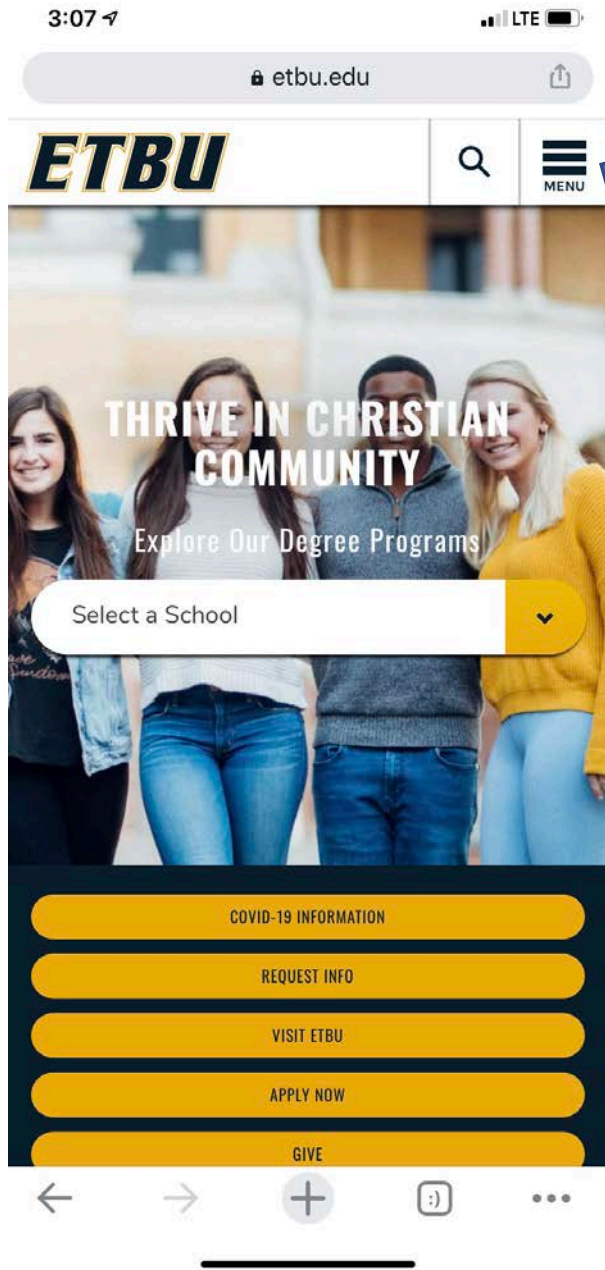 3:07
LTE
etbu.edu
ETBU
MENU
THRIVE IN CHRISTIAN
COMMUNITY
Explore Our Degree Programs
Select a School
COVID-19 INFORMATION
REQUEST INFO
VISIT ETBU
APPLY NOW
GIVE
:)